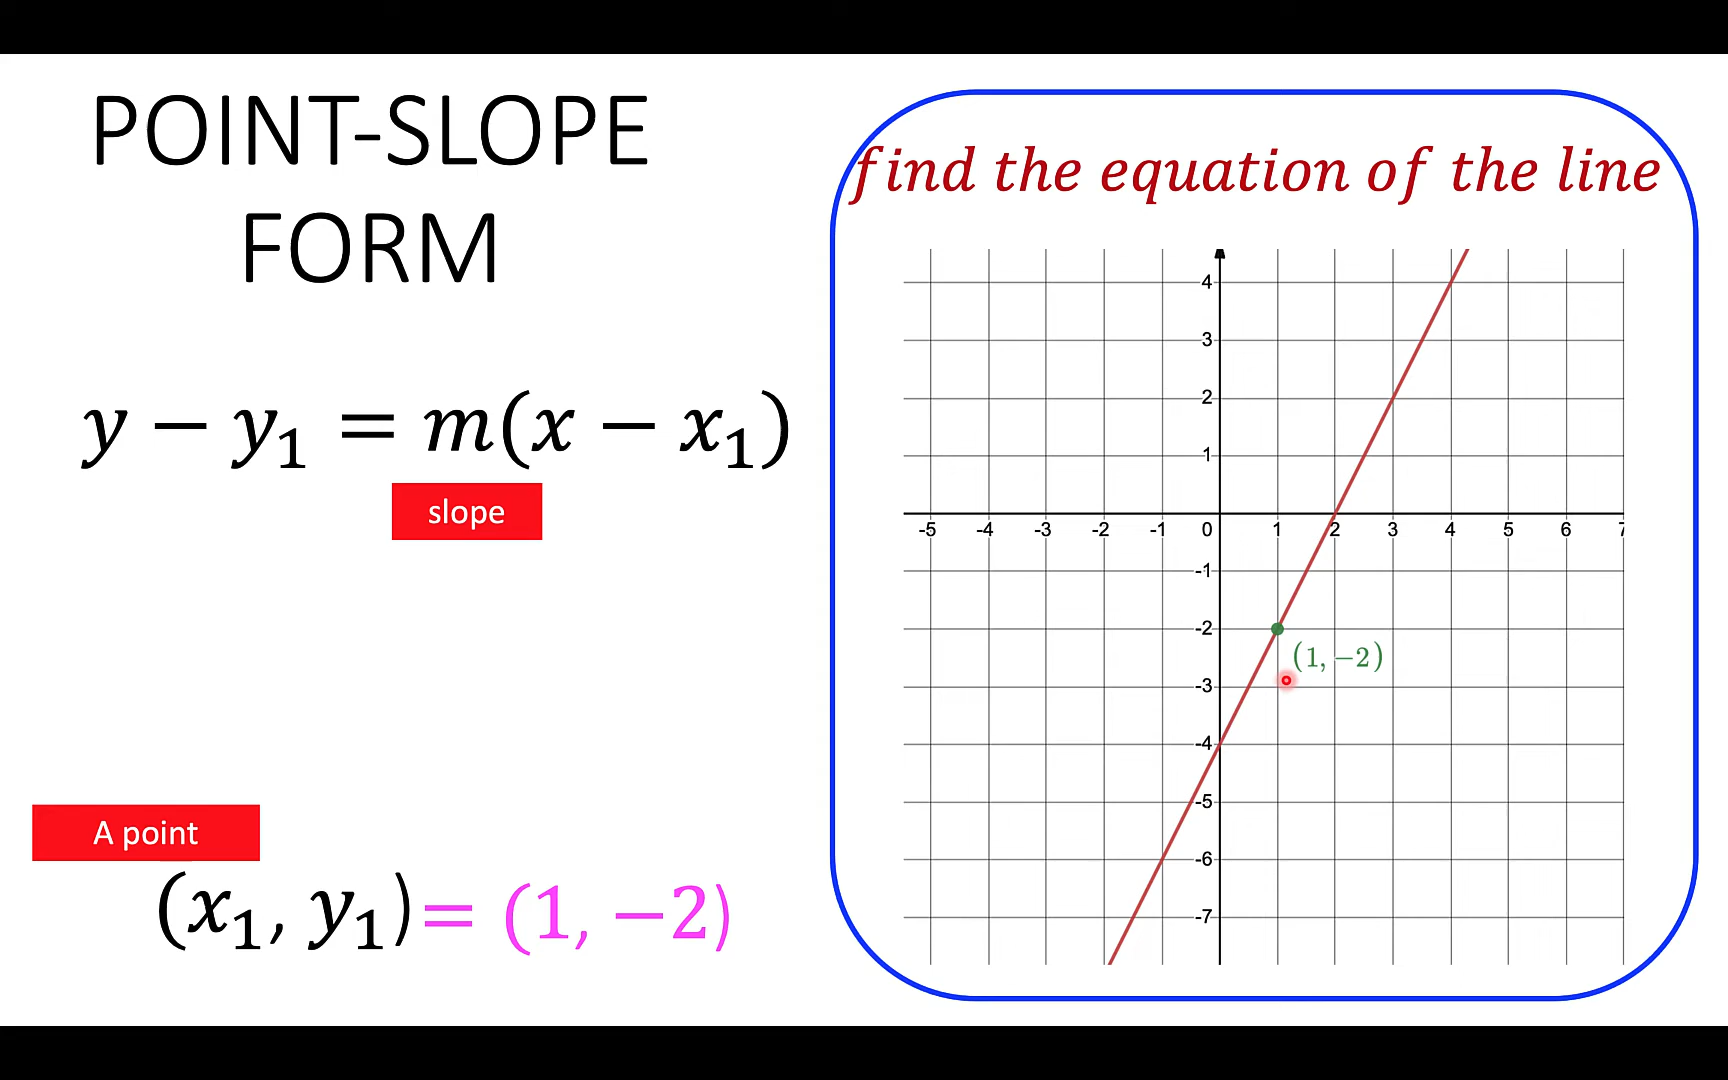 POINT-SLOPE
FORM
y − y₁ = m(x − x₁)
slope
A point
(x₁, y₁) = (1, −2)
find the equation of the line
4
3
2
1
-5 -4 -3 -2 -1 0 1 2 3 4 5 6 7
-1
-2
(1, −2)
-3
-4
-5
-6
-7